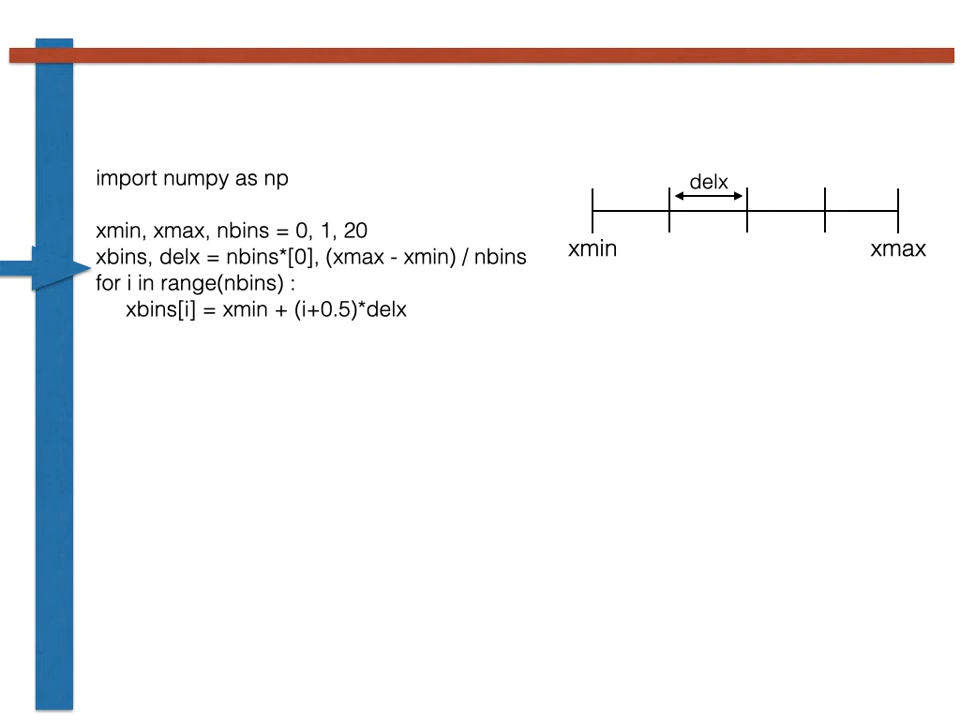 import numpy as np
xmin, xmax, nbins = 0, 1, 20
xbins, delx = nbins*[0], (xmax - xmin) / nbins
for i in range(nbins) :
xbins[i] = xmin + (i+0.5)*delx
delx
xmin
xmax